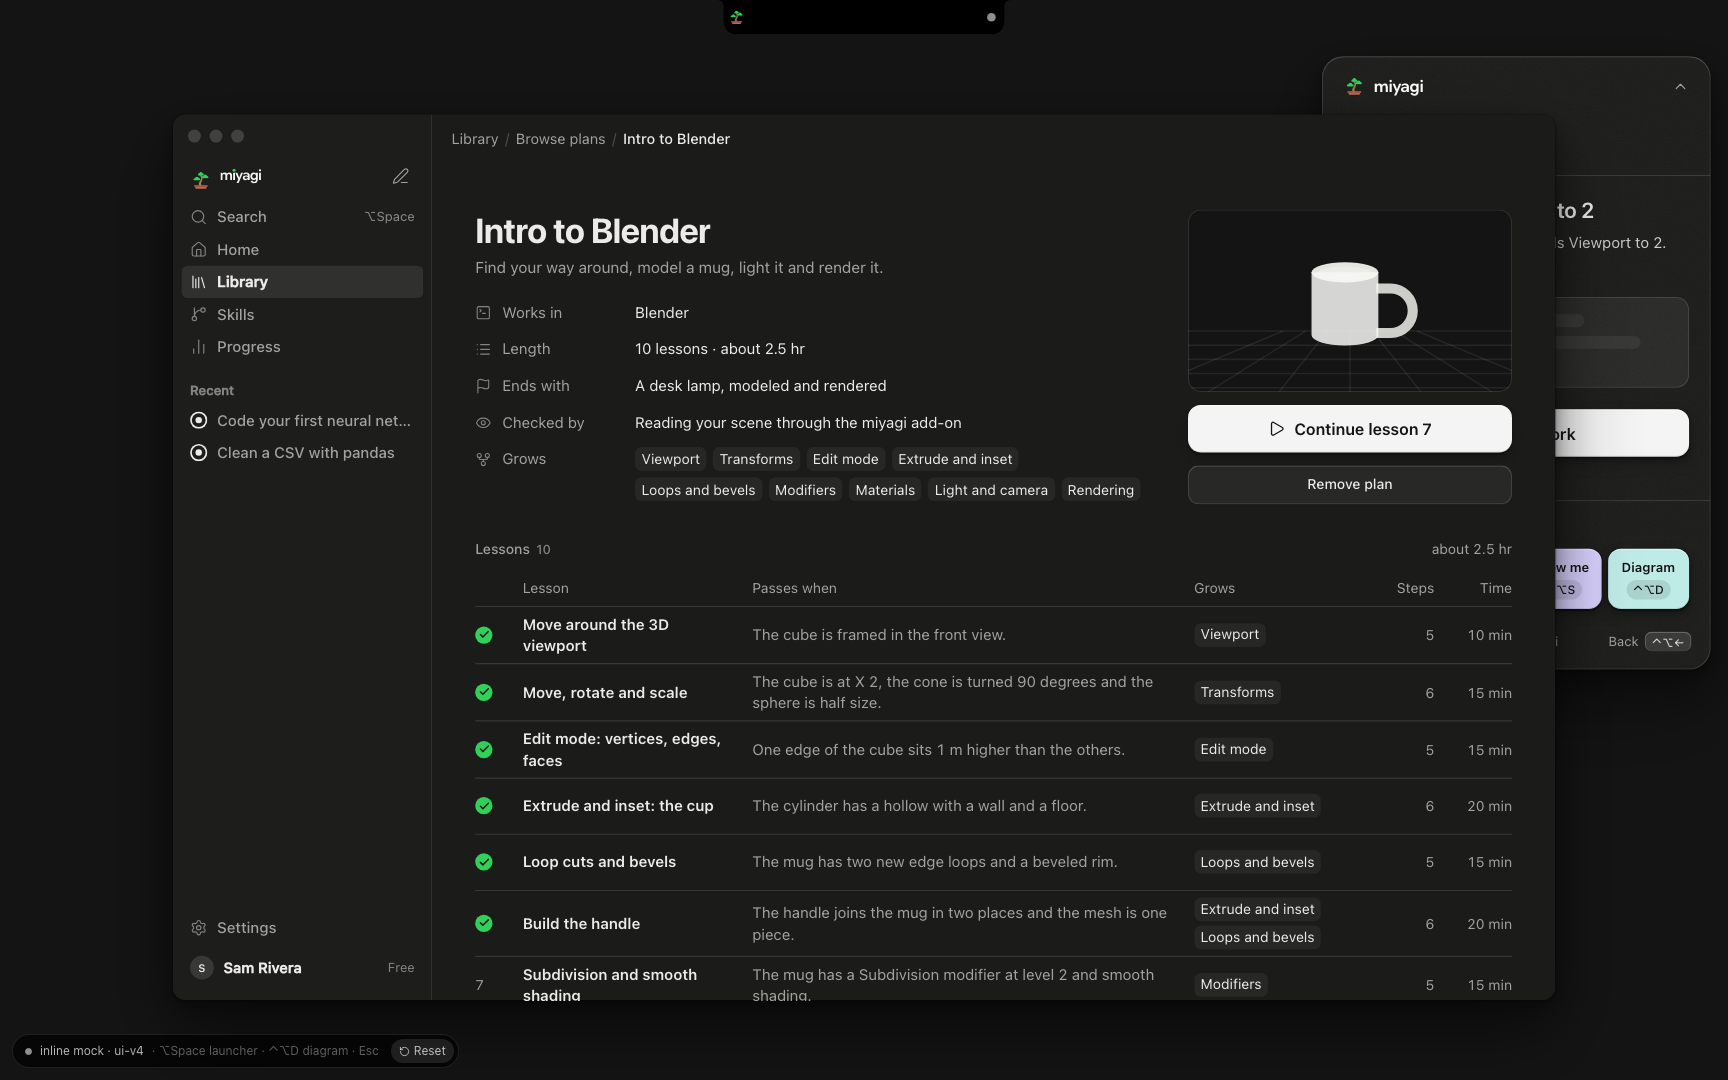 miyagi
to 2
ls Viewport to 2.
ork
w me
⌥S
Diagram
^⌥D
i
Back ^⌥←
miyagi
Search ⌥Space
Home
Library
Skills
Progress
Recent
Code your first neural net...
Clean a CSV with pandas
Settings
S Sam Rivera Free
Library / Browse plans / Intro to Blender
Intro to Blender
Find your way around, model a mug, light it and render it.
Works in Blender
Length 10 lessons · about 2.5 hr
Ends with A desk lamp, modeled and rendered
Checked by Reading your scene through the miyagi add-on
Grows Viewport Transforms Edit mode Extrude and inset
Loops and bevels Modifiers Materials Light and camera Rendering
Continue lesson 7
Remove plan
Lessons 10 about 2.5 hr
Lesson Passes when Grows Steps Time
Move around the 3D
viewport
The cube is framed in the front view.
Viewport
5 10 min
Move, rotate and scale
The cube is at X 2, the cone is turned 90 degrees and the
sphere is half size.
Transforms
6 15 min
Edit mode: vertices, edges,
faces
One edge of the cube sits 1 m higher than the others.
Edit mode
5 15 min
Extrude and inset: the cup
The cylinder has a hollow with a wall and a floor.
Extrude and inset
6 20 min
Loop cuts and bevels
The mug has two new edge loops and a beveled rim.
Loops and bevels
5 15 min
Build the handle
The handle joins the mug in two places and the mesh is one
piece.
Extrude and inset
Loops and bevels
6 20 min
7
Subdivision and smooth
shading
The mug has a Subdivision modifier at level 2 and smooth
shading.
Modifiers
5 15 min
inline mock · ui-v4 · ⌥Space launcher · ^⌥D diagram · Esc Reset